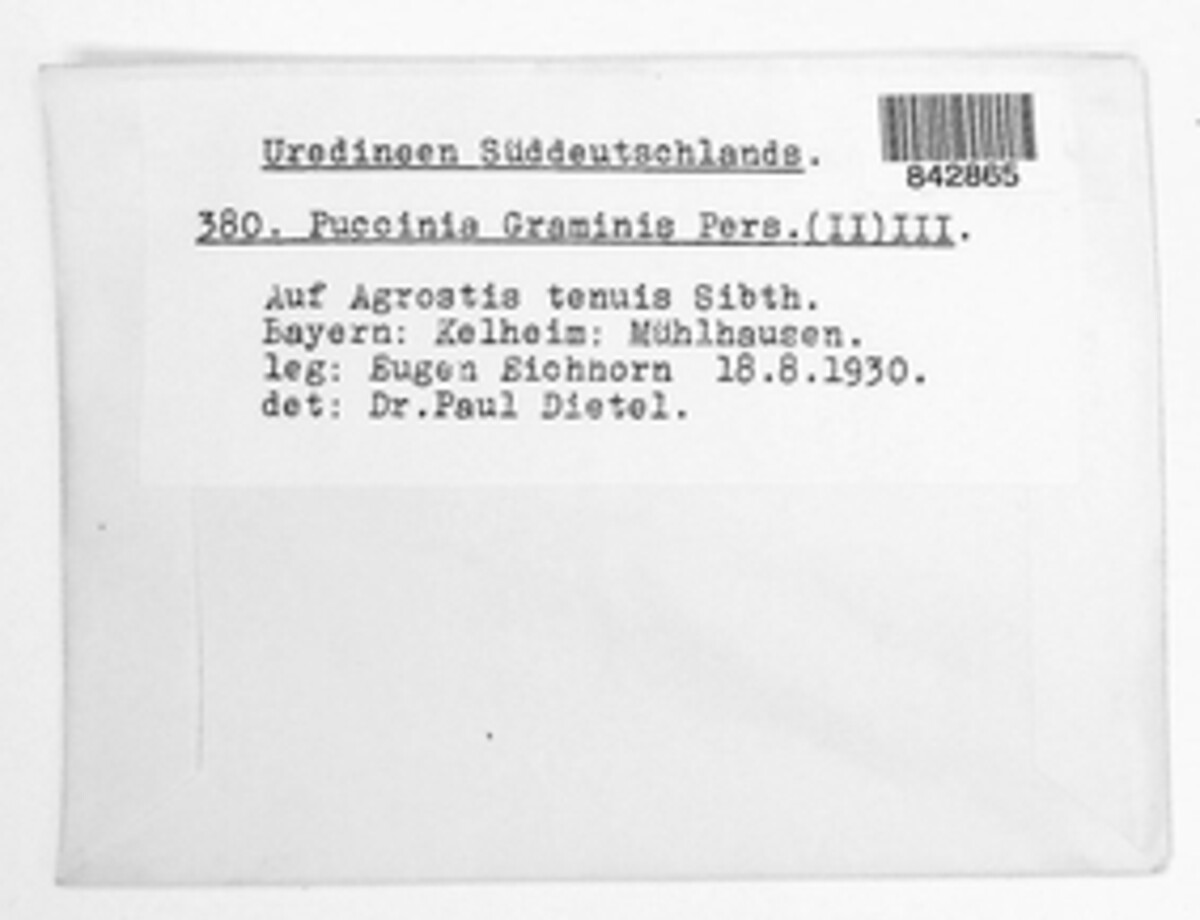 Uredineen Süddeutschlands.
842865
380. Puccinia Graminis Pers.(II)III.
Auf Agrostis tenuis Sibth.
Bayern: Kelheim: Mühlhausen.
leg: Eugen Eichhorn 18.8.1930.
det: Dr.Paul Dietel.